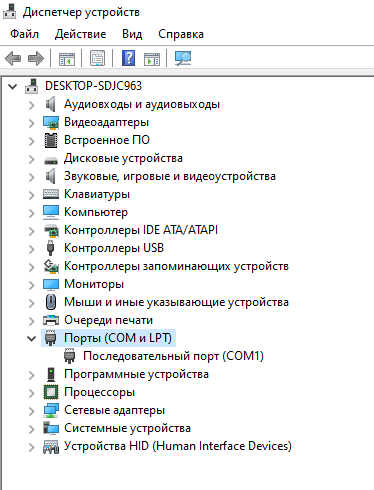 Диспетчер устройств
Файл Действие Вид Справка
DESKTOP-SDJC963
Аудиовходы и аудиовыходы
Видеоадаптеры
Встроенное ПО
Дисковые устройства
Звуковые, игровые и видеоустройства
Клавиатуры
Компьютер
Контроллеры IDE ATA/ATAPI
Контроллеры USB
Контроллеры запоминающих устройств
Мониторы
Мыши и иные указывающие устройства
Очереди печати
Порты (COM и LPT)
Последовательный порт (COM1)
Программные устройства
Процессоры
Сетевые адаптеры
Системные устройства
Устройства HID (Human Interface Devices)